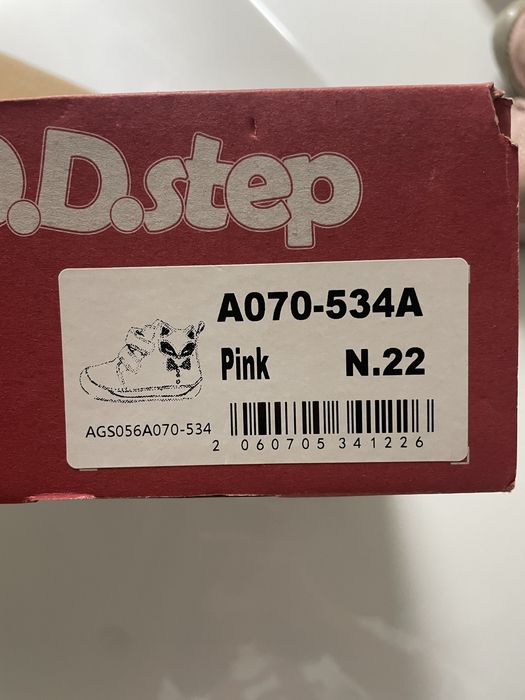 D.D.step
A070-534A
Pink N.22
AGS056A070-534
2 060705 341226